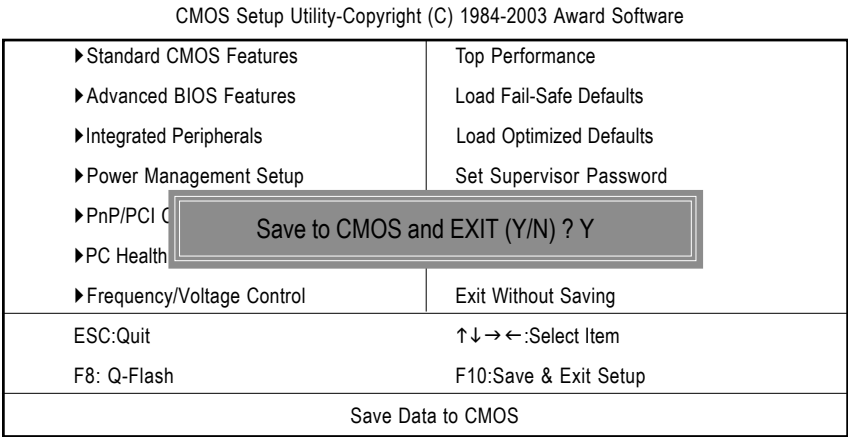 CMOS Setup Utility-Copyright (C) 1984-2003 Award Software
▶Standard CMOS Features
▶Advanced BIOS Features
▶Integrated Peripherals
▶Power Management Setup
▶PnP/PCI
▶PC Health
▶Frequency/Voltage Control
Top Performance
Load Fail-Safe Defaults
Load Optimized Defaults
Set Supervisor Password
Exit Without Saving
Save to CMOS and EXIT (Y/N) ? Y
ESC:Quit
↑↓→←:Select Item
F8: Q-Flash
F10:Save & Exit Setup
Save Data to CMOS